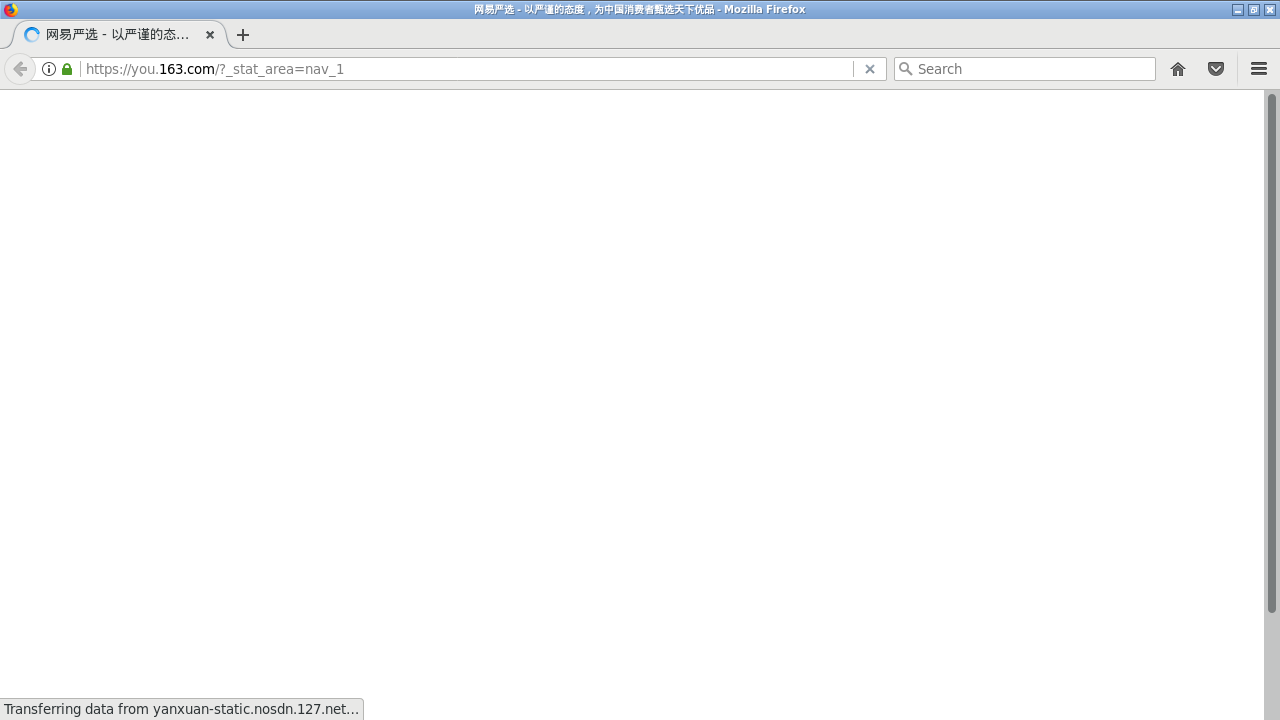 网易严选 - 以严谨的态度，为中国消费者甄选天下优品 - Mozilla Firefox
网易严选 - 以严谨的态…
https://you.163.com/?_stat_area=nav_1
Search
Transferring data from yanxuan-static.nosdn.127.net…